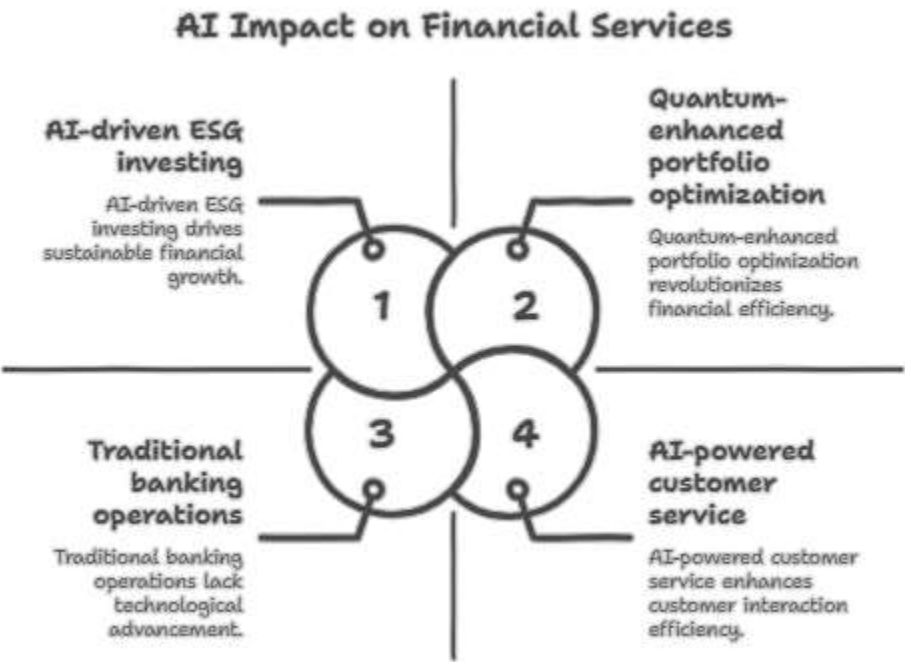 AI Impact on Financial Services
AI-driven ESG
investing
AI-driven ESG
investing drives
sustainable financial
growth.
1
Quantum-
enhanced
portfolio
optimization
Quantum-enhanced
portfolio optimization
revolutionizes
financial efficiency.
2
Traditional
banking
operations
Traditional banking
operations lack
technological
advancement.
3
AI-powered
customer
service
AI-powered customer
service enhances
customer interaction
efficiency.
4